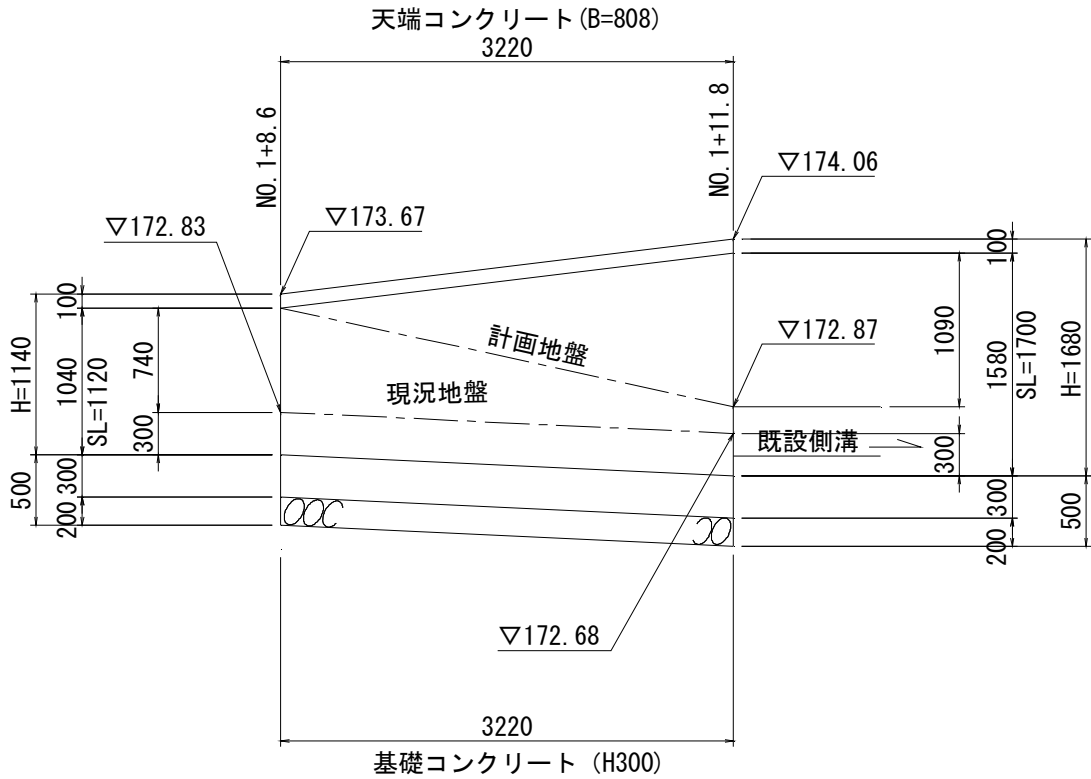 天端コンクリート(B=808)
3220
NO.1+8.6
NO.1+11.8
▽174.06
▽173.67
▽172.83
100
H=1140
1040
SL=1120
740
300
500
300
200
計画地盤
現況地盤
▽172.87
既設側溝
100
1090
1580
SL=1700
H=1680
300
300
200
500
▽172.68
3220
基礎コンクリート (H300)